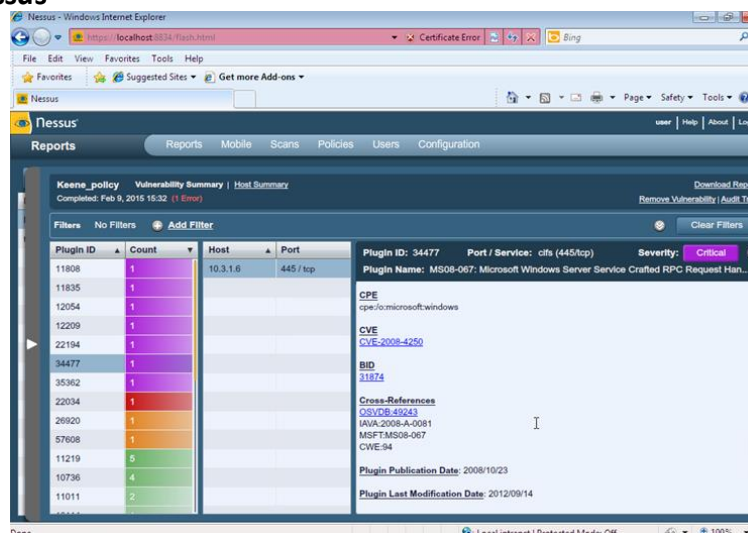 Nessus - Windows Internet Explorer
https://localhost:8834/flash.html
Certificate Error
Bing
File Edit View Favorites Tools Help
Favorites Suggested Sites Get more Add-ons
Nessus
Page Safety Tools
Nessus
user | Help | About |
Reports
Reports Mobile Scans Policies Users Configuration
Keene_policy Vulnerability Summary | Host Summary
Download
Completed: Feb 9, 2015 15:32 (1 Error)
Remove Vulnerability | Audit
Filters No Filters Add Filter
Clear Filters
Plugin ID Count Host Port
11808 1 10.3.1.6 445 / tcp
11835 1
12054 1
12209 1
22194 1
34477 1
35362 1
22034 1
26920 1
57608 1
11219 5
10736 4
11011 2
Plugin ID: 34477 Port / Service: cifs (445/tcp) Severity: Critical
Plugin Name: MS08-067: Microsoft Windows Server Service Crafted RPC Request Han...
CPE
cpe:/o:microsoft:windows
CVE
CVE-2008-4250
BID
31874
Cross-References
OSVDB:49243
IAVA:2008-A-0081
MSFT:MS08-067
CWE:94
Plugin Publication Date: 2008/10/23
Plugin Last Modification Date: 2012/09/14